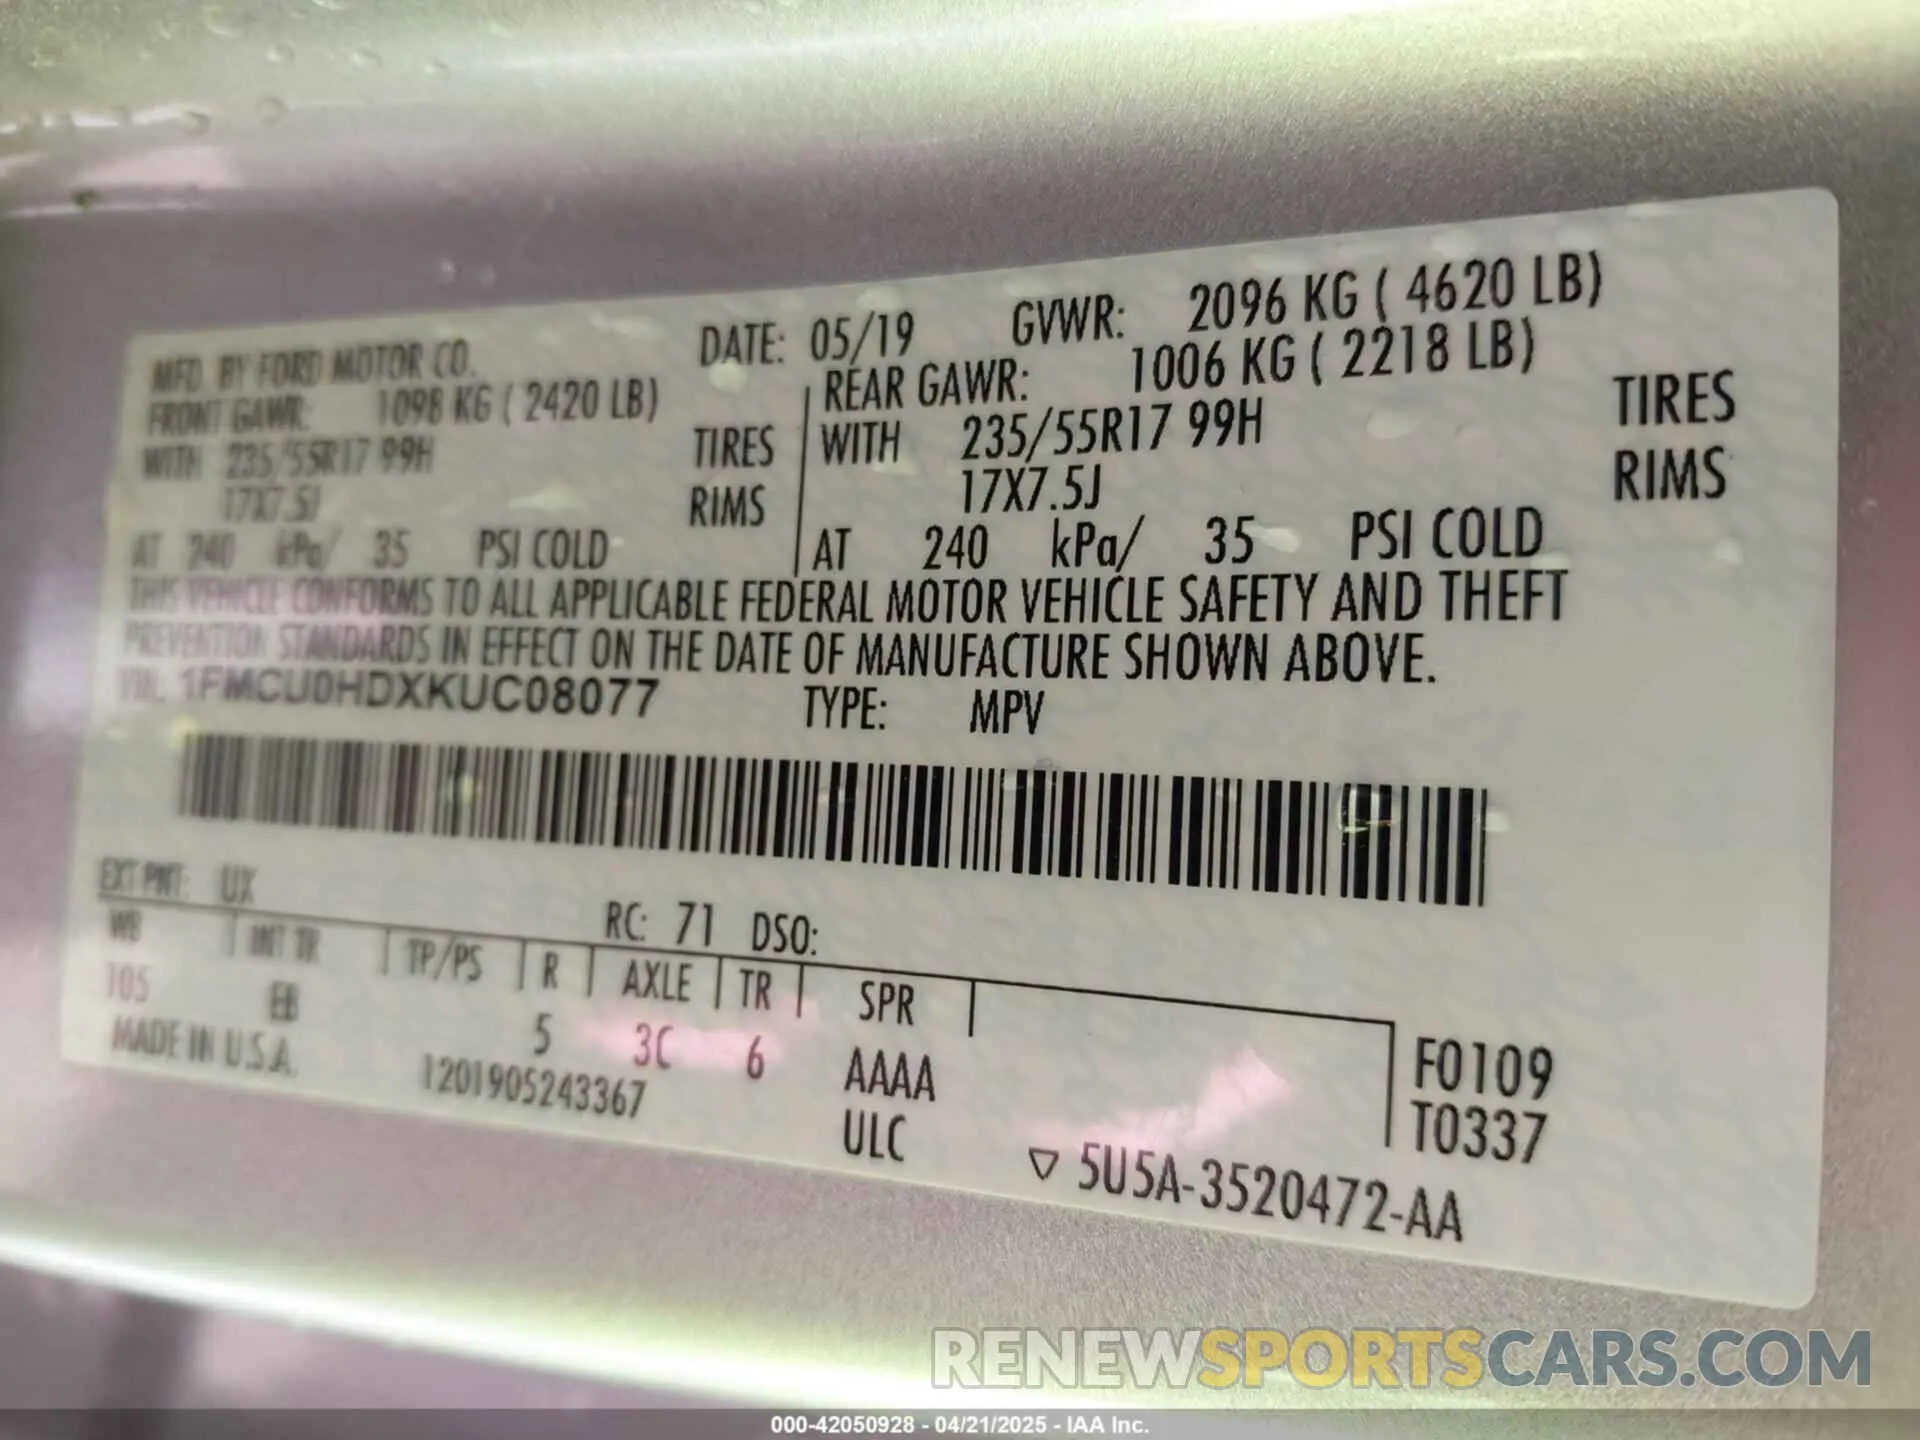 MFD. BY FORD MOTOR CO. DATE: 05/19 GVWR: 2096 KG ( 4620 LB)
FRONT GAWR: 1098 KG ( 2420 LB) REAR GAWR: 1006 KG ( 2218 LB)
WITH 235/55R17 99H TIRES WITH 235/55R17 99H TIRES
17X7.5J RIMS 17X7.5J RIMS
AT 240 kPa/ 35 PSI COLD AT 240 kPa/ 35 PSI COLD
THIS VEHICLE CONFORMS TO ALL APPLICABLE FEDERAL MOTOR VEHICLE SAFETY AND THEFT
PREVENTION STANDARDS IN EFFECT ON THE DATE OF MANUFACTURE SHOWN ABOVE.
VIN: 1FMCU0HDXKUC08077 TYPE: MPV
EXT PNT: UX RC: 71 DSO:
WB INT TR TP/PS R AXLE TR SPR
105 EB 5 3C 6 AAAA F0109
MADE IN U.S.A. 1201905243367 ULC T0337
▽ 5U5A-3520472-AA
RENEWSPORTSCARS.COM
000-42050928 - 04/21/2025 - IAA Inc.